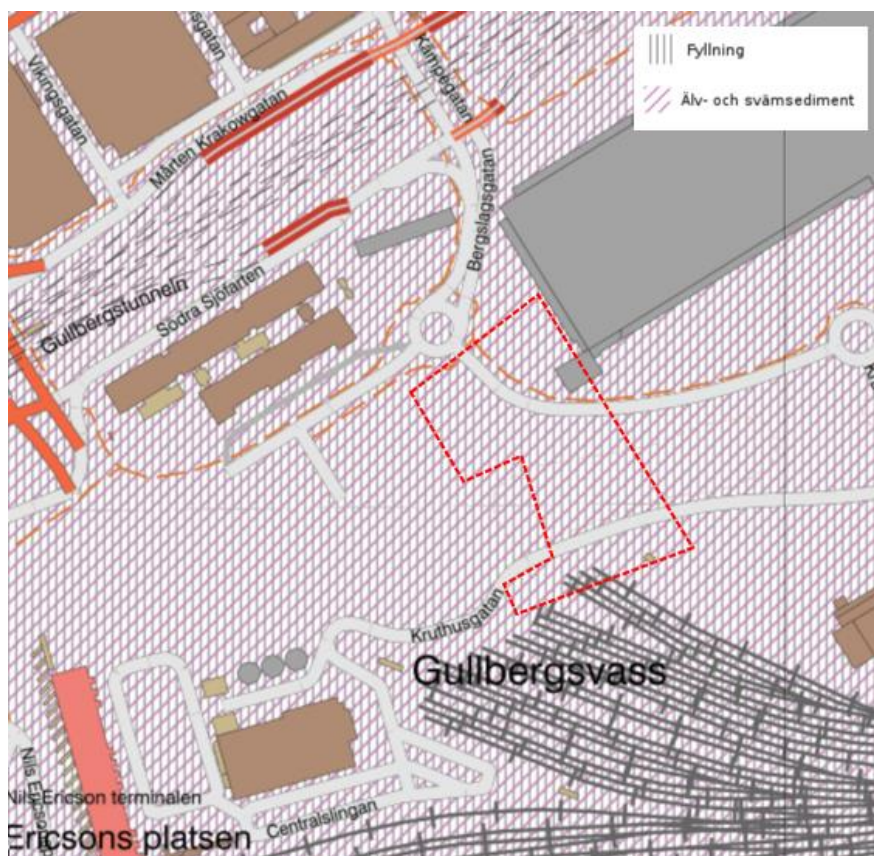 Fyllning
Älv- och svämsediment
sgatan
Vikingsgatan
Kämpegatan
Mårten Krakowgatan
Bergslagsgatan
Södra Sjöfarten
Gullbergstunneln
Kruthusgatan
Gullbergsvass
Nils Ericson terminalen
Centralslingan
Ericsons platsen